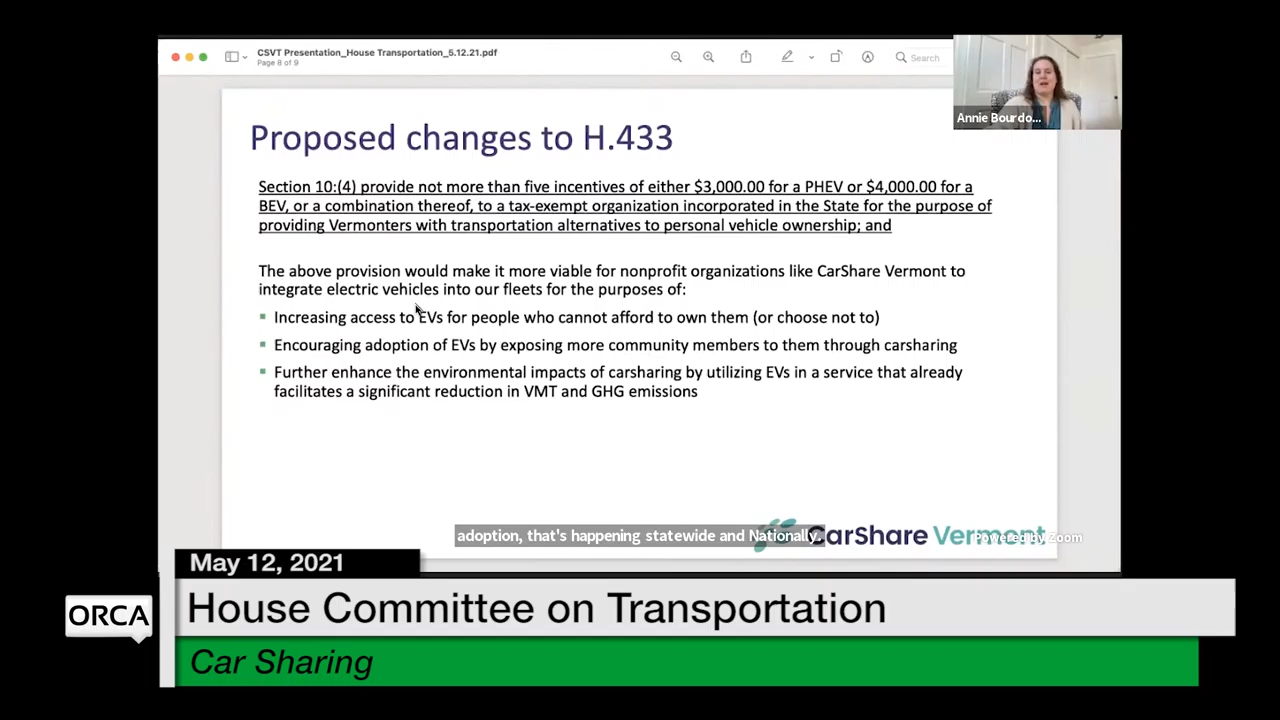 CSVT Presentation_House Transportation_5.12.21.pdf
Page 8 of 9
Search
Annie Bourdo...
Proposed changes to H.433
Section 10:(4) provide not more than five incentives of either $3,000.00 for a PHEV or $4,000.00 for a
BEV, or a combination thereof, to a tax-exempt organization incorporated in the State for the purpose of
providing Vermonters with transportation alternatives to personal vehicle ownership; and
The above provision would make it more viable for nonprofit organizations like CarShare Vermont to
integrate electric vehicles into our fleets for the purposes of:
Increasing access to EVs for people who cannot afford to own them (or choose not to)
Encouraging adoption of EVs by exposing more community members to them through carsharing
Further enhance the environmental impacts of carsharing by utilizing EVs in a service that already
facilitates a significant reduction in VMT and GHG emissions
adoption, that's happening statewide and Nationally.
CarShare Vermont
Powered by Zoom
May 12, 2021
ORCA
House Committee on Transportation
Car Sharing